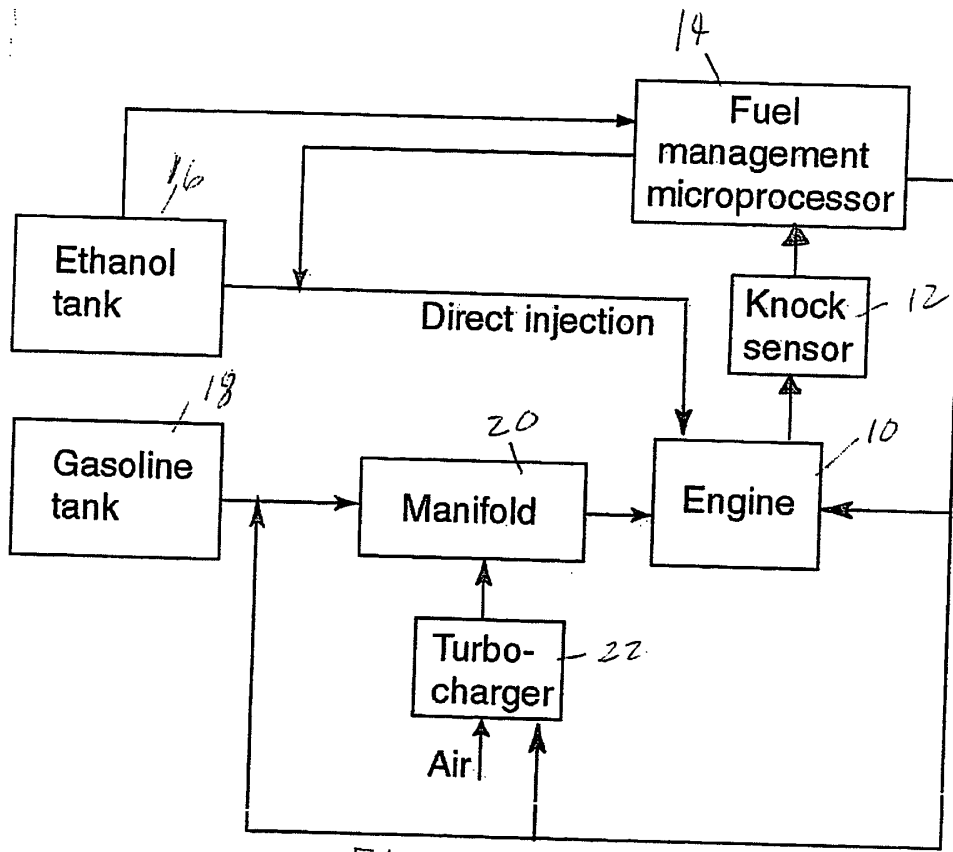 14
Fuel
management
microprocessor
16
Ethanol
tank
Direct injection
Knock
sensor
12
18
Gasoline
tank
20
Manifold
10
Engine
Turbo-
charger
22
Air